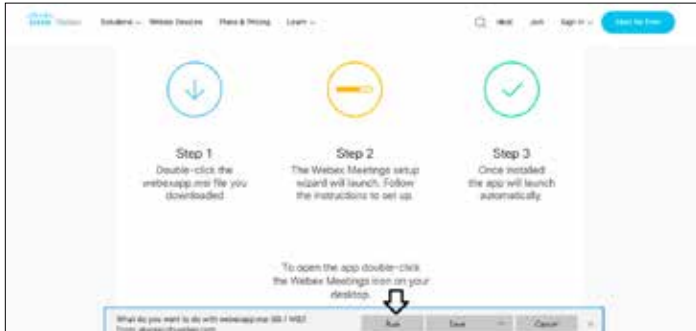 Solutions Webex Devices Plans & Pricing Learn Host Join Sign In Start for Free
Step 1
Double-click the
webexapp.msi file you
downloaded.
Step 2
The Webex Meetings setup
wizard will launch. Follow
the instructions to set up.
Step 3
Once installed
the app will launch
automatically.
To open the app double-click
the Webex Meetings icon on your
desktop.
What do you want to do with webexapp.msi
Run Save Cancel
From: